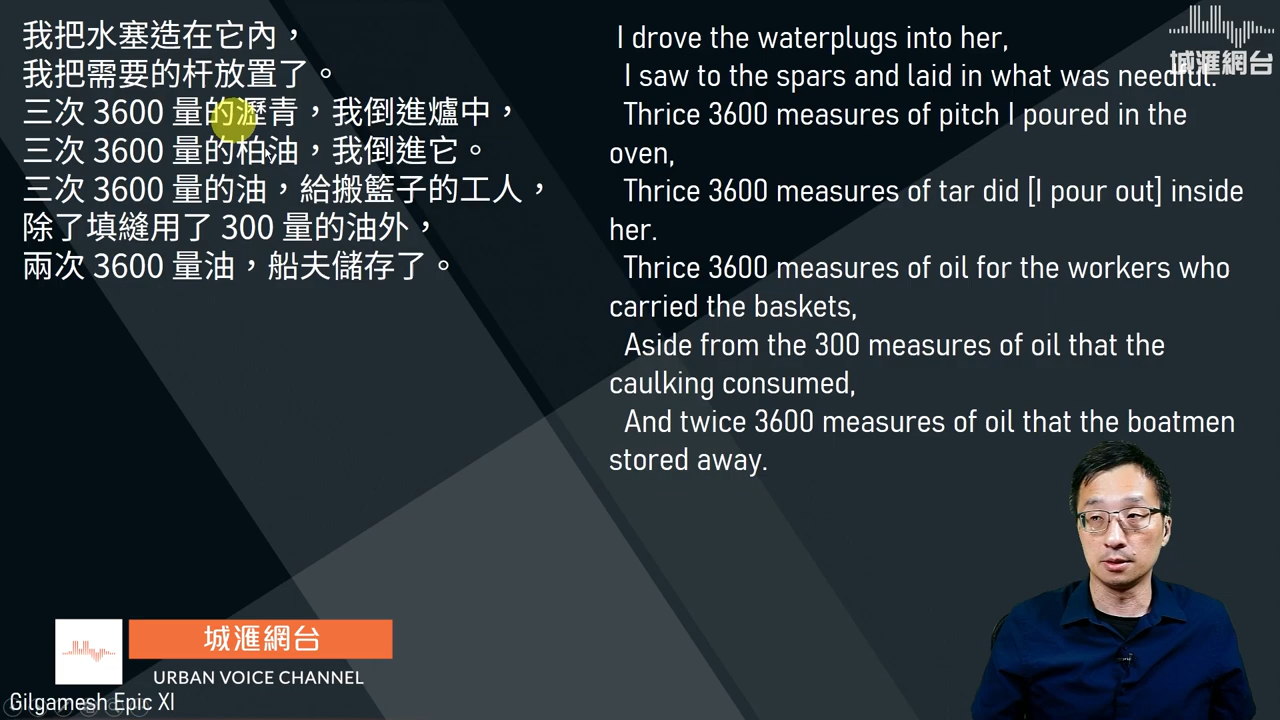 我把水塞造在它內，
我把需要的杆放置了。
三次 3600 量的瀝青，我倒進爐中，
三次 3600 量的柏油，我倒進它。
三次 3600 量的油，給搬籃子的工人，
除了填縫用了 300 量的油外，
兩次 3600 量油，船夫儲存了。
I drove the waterplugs into her,
I saw to the spars and laid in what was needful.
Thrice 3600 measures of pitch I poured in the
oven,
Thrice 3600 measures of tar did [I pour out] inside
her.
Thrice 3600 measures of oil for the workers who
carried the baskets,
Aside from the 300 measures of oil that the
caulking consumed,
And twice 3600 measures of oil that the boatmen
stored away.
城滙網台
城滙網台
URBAN VOICE CHANNEL
Gilgamesh Epic XI